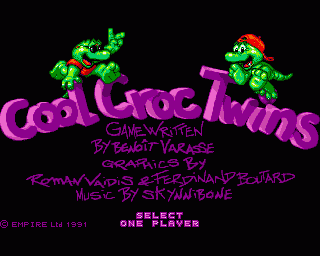 Cool Croc Twins
GAME WRITTEN
BY BENOIT VARASSE
GRAPHICS BY
ROMAN VAIDIS & FERDINAND BOUTARD
MUSIC BY SKYNNIBONE
SELECT
ONE PLAYER
© EMPIRE Ltd 1991